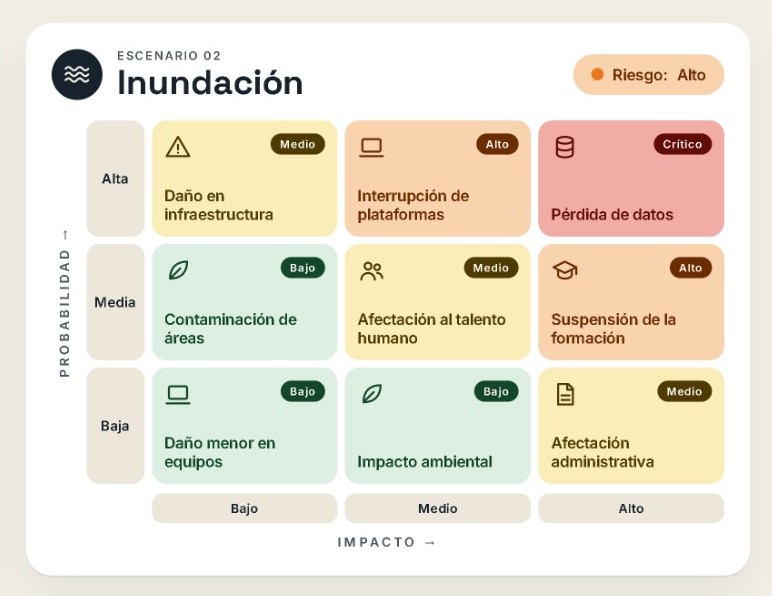 ESCENARIO 02
Inundación
Riesgo: Alto
PROBABILIDAD →
Alta
Medio
Daño en
infraestructura
Alto
Interrupción de
plataformas
Crítico
Pérdida de datos
Media
Bajo
Contaminación de
áreas
Medio
Afectación al talento
humano
Alto
Suspensión de la
formación
Baja
Bajo
Daño menor en
equipos
Bajo
Impacto ambiental
Medio
Afectación
administrativa
Bajo
Medio
Alto
IMPACTO →